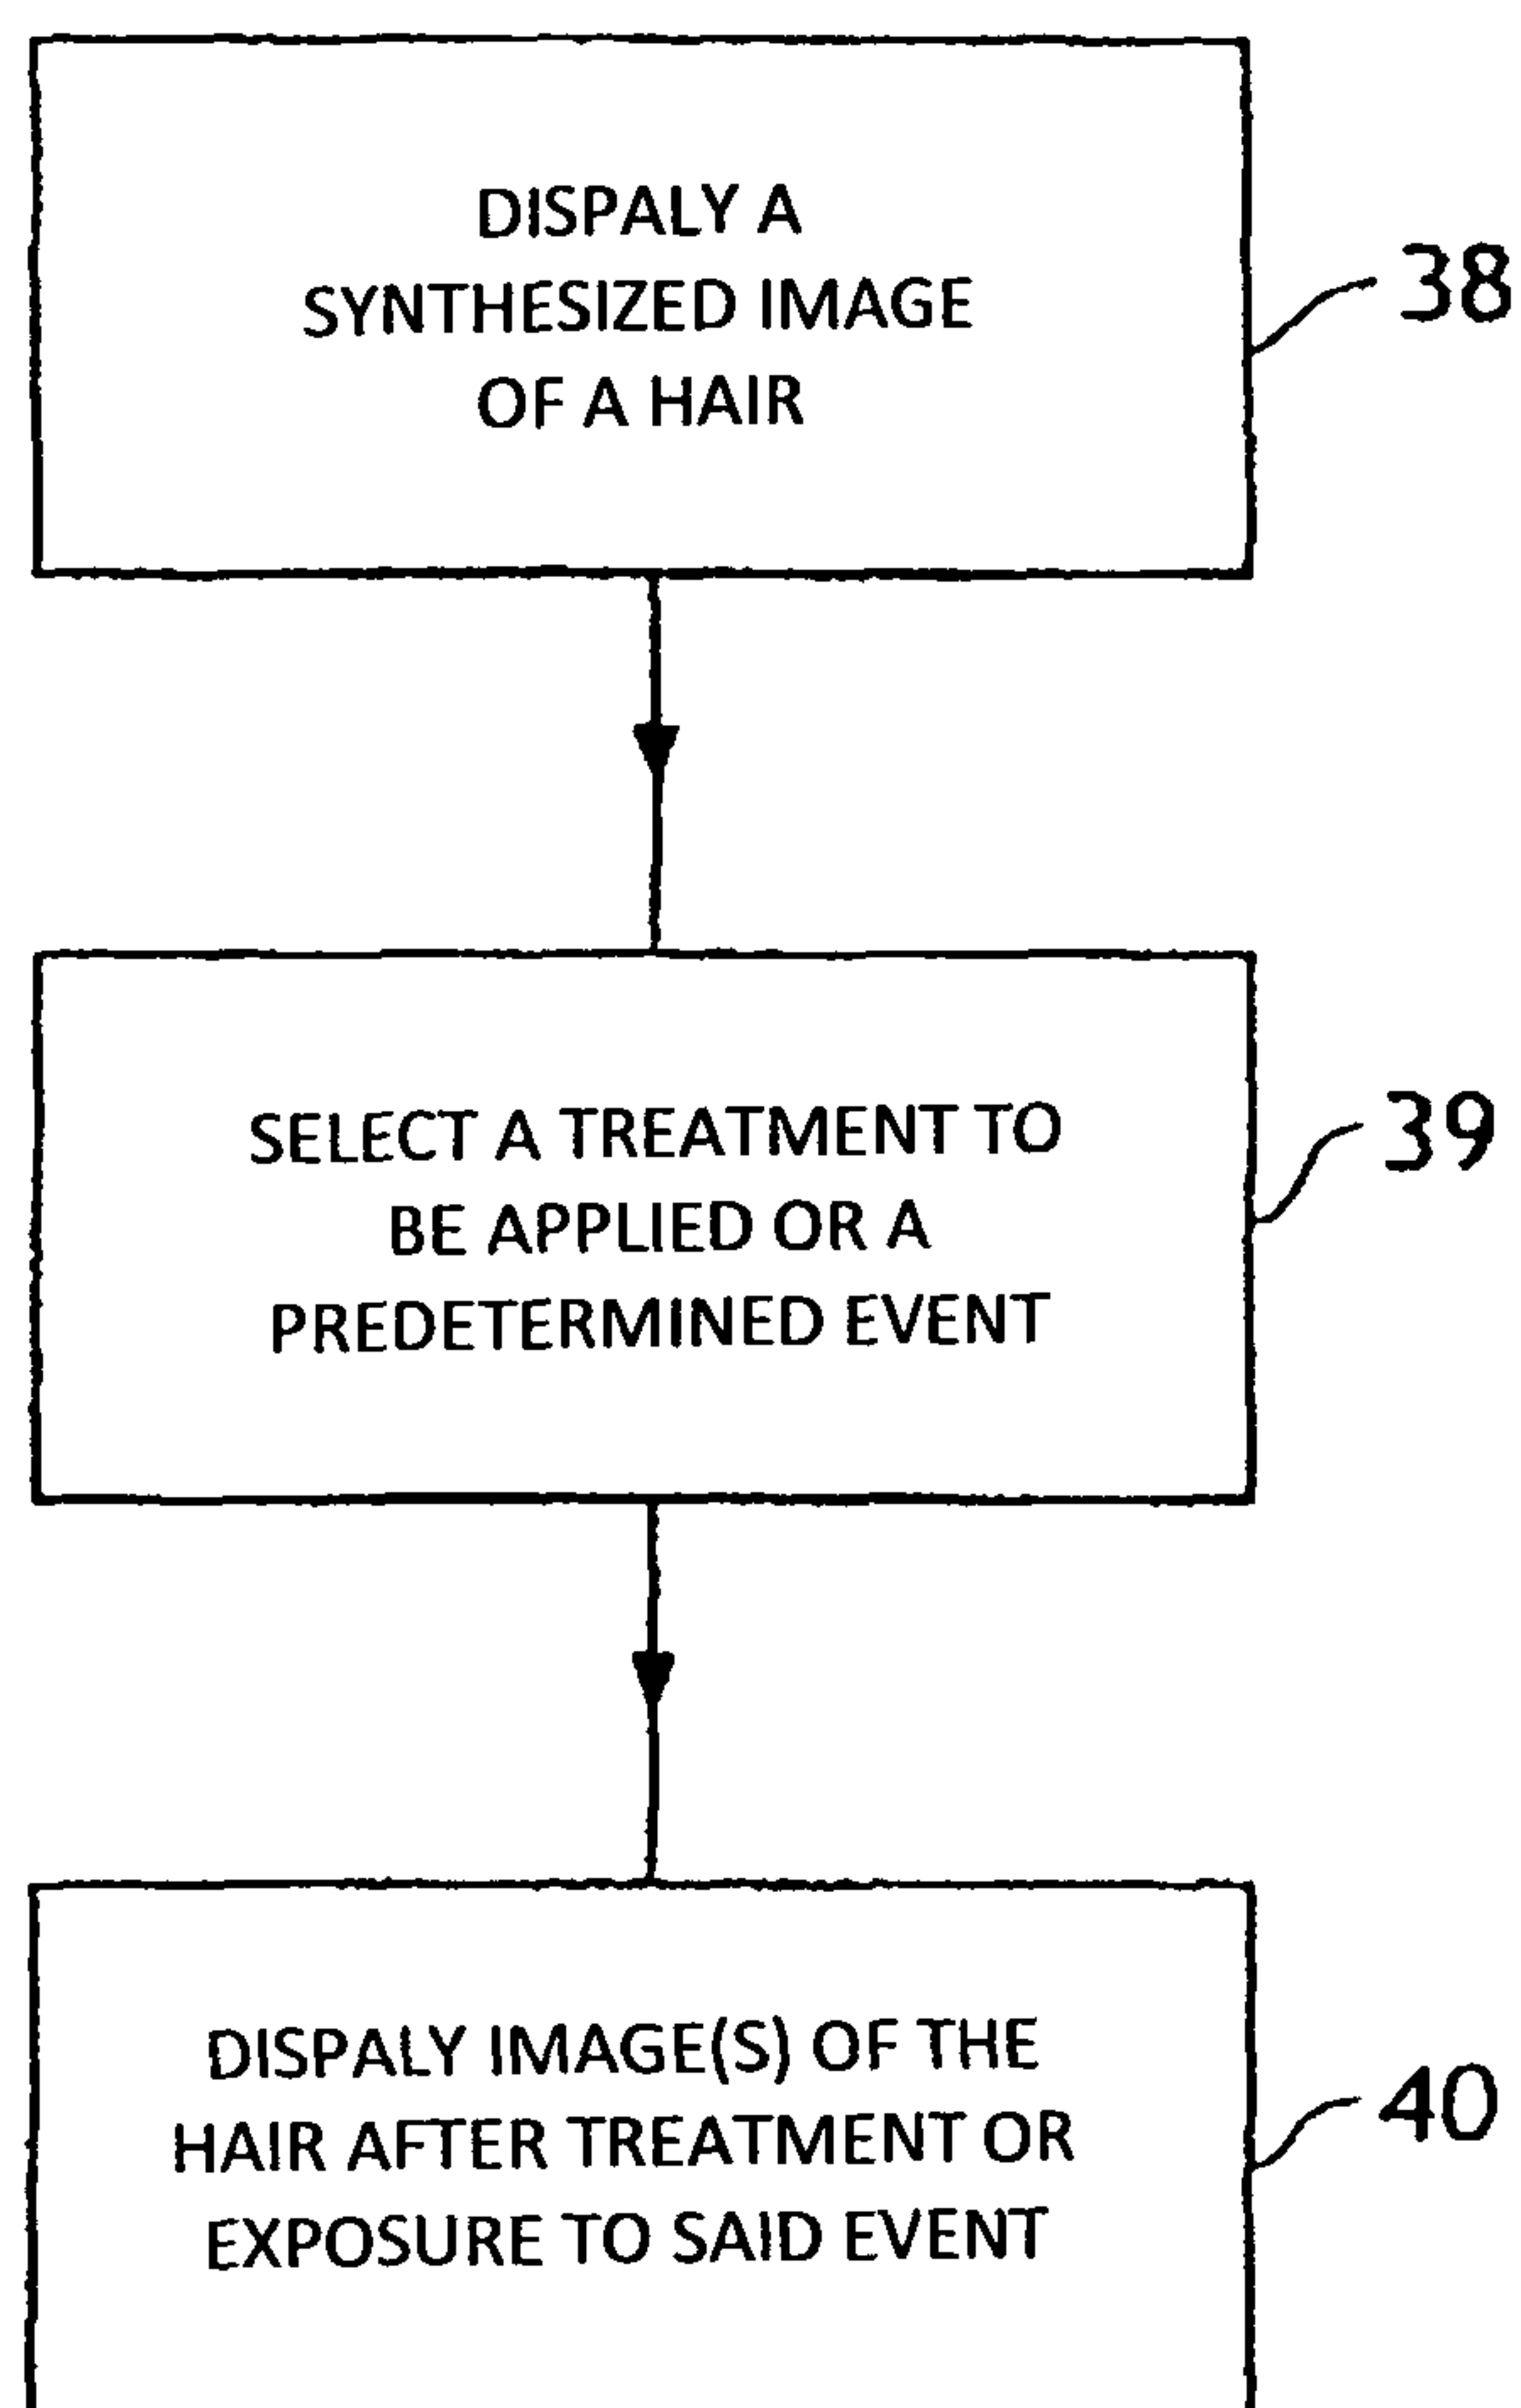 DISPALY A
SYNTHESIZED IMAGE
OF A HAIR
38
SELECT A TREATMENT TO
BE APPLIED OR A
PREDETERMINED EVENT
39
DISPALY IMAGE(S) OF THE
HAIR AFTER TREATMENT OR
EXPOSURE TO SAID EVENT
40